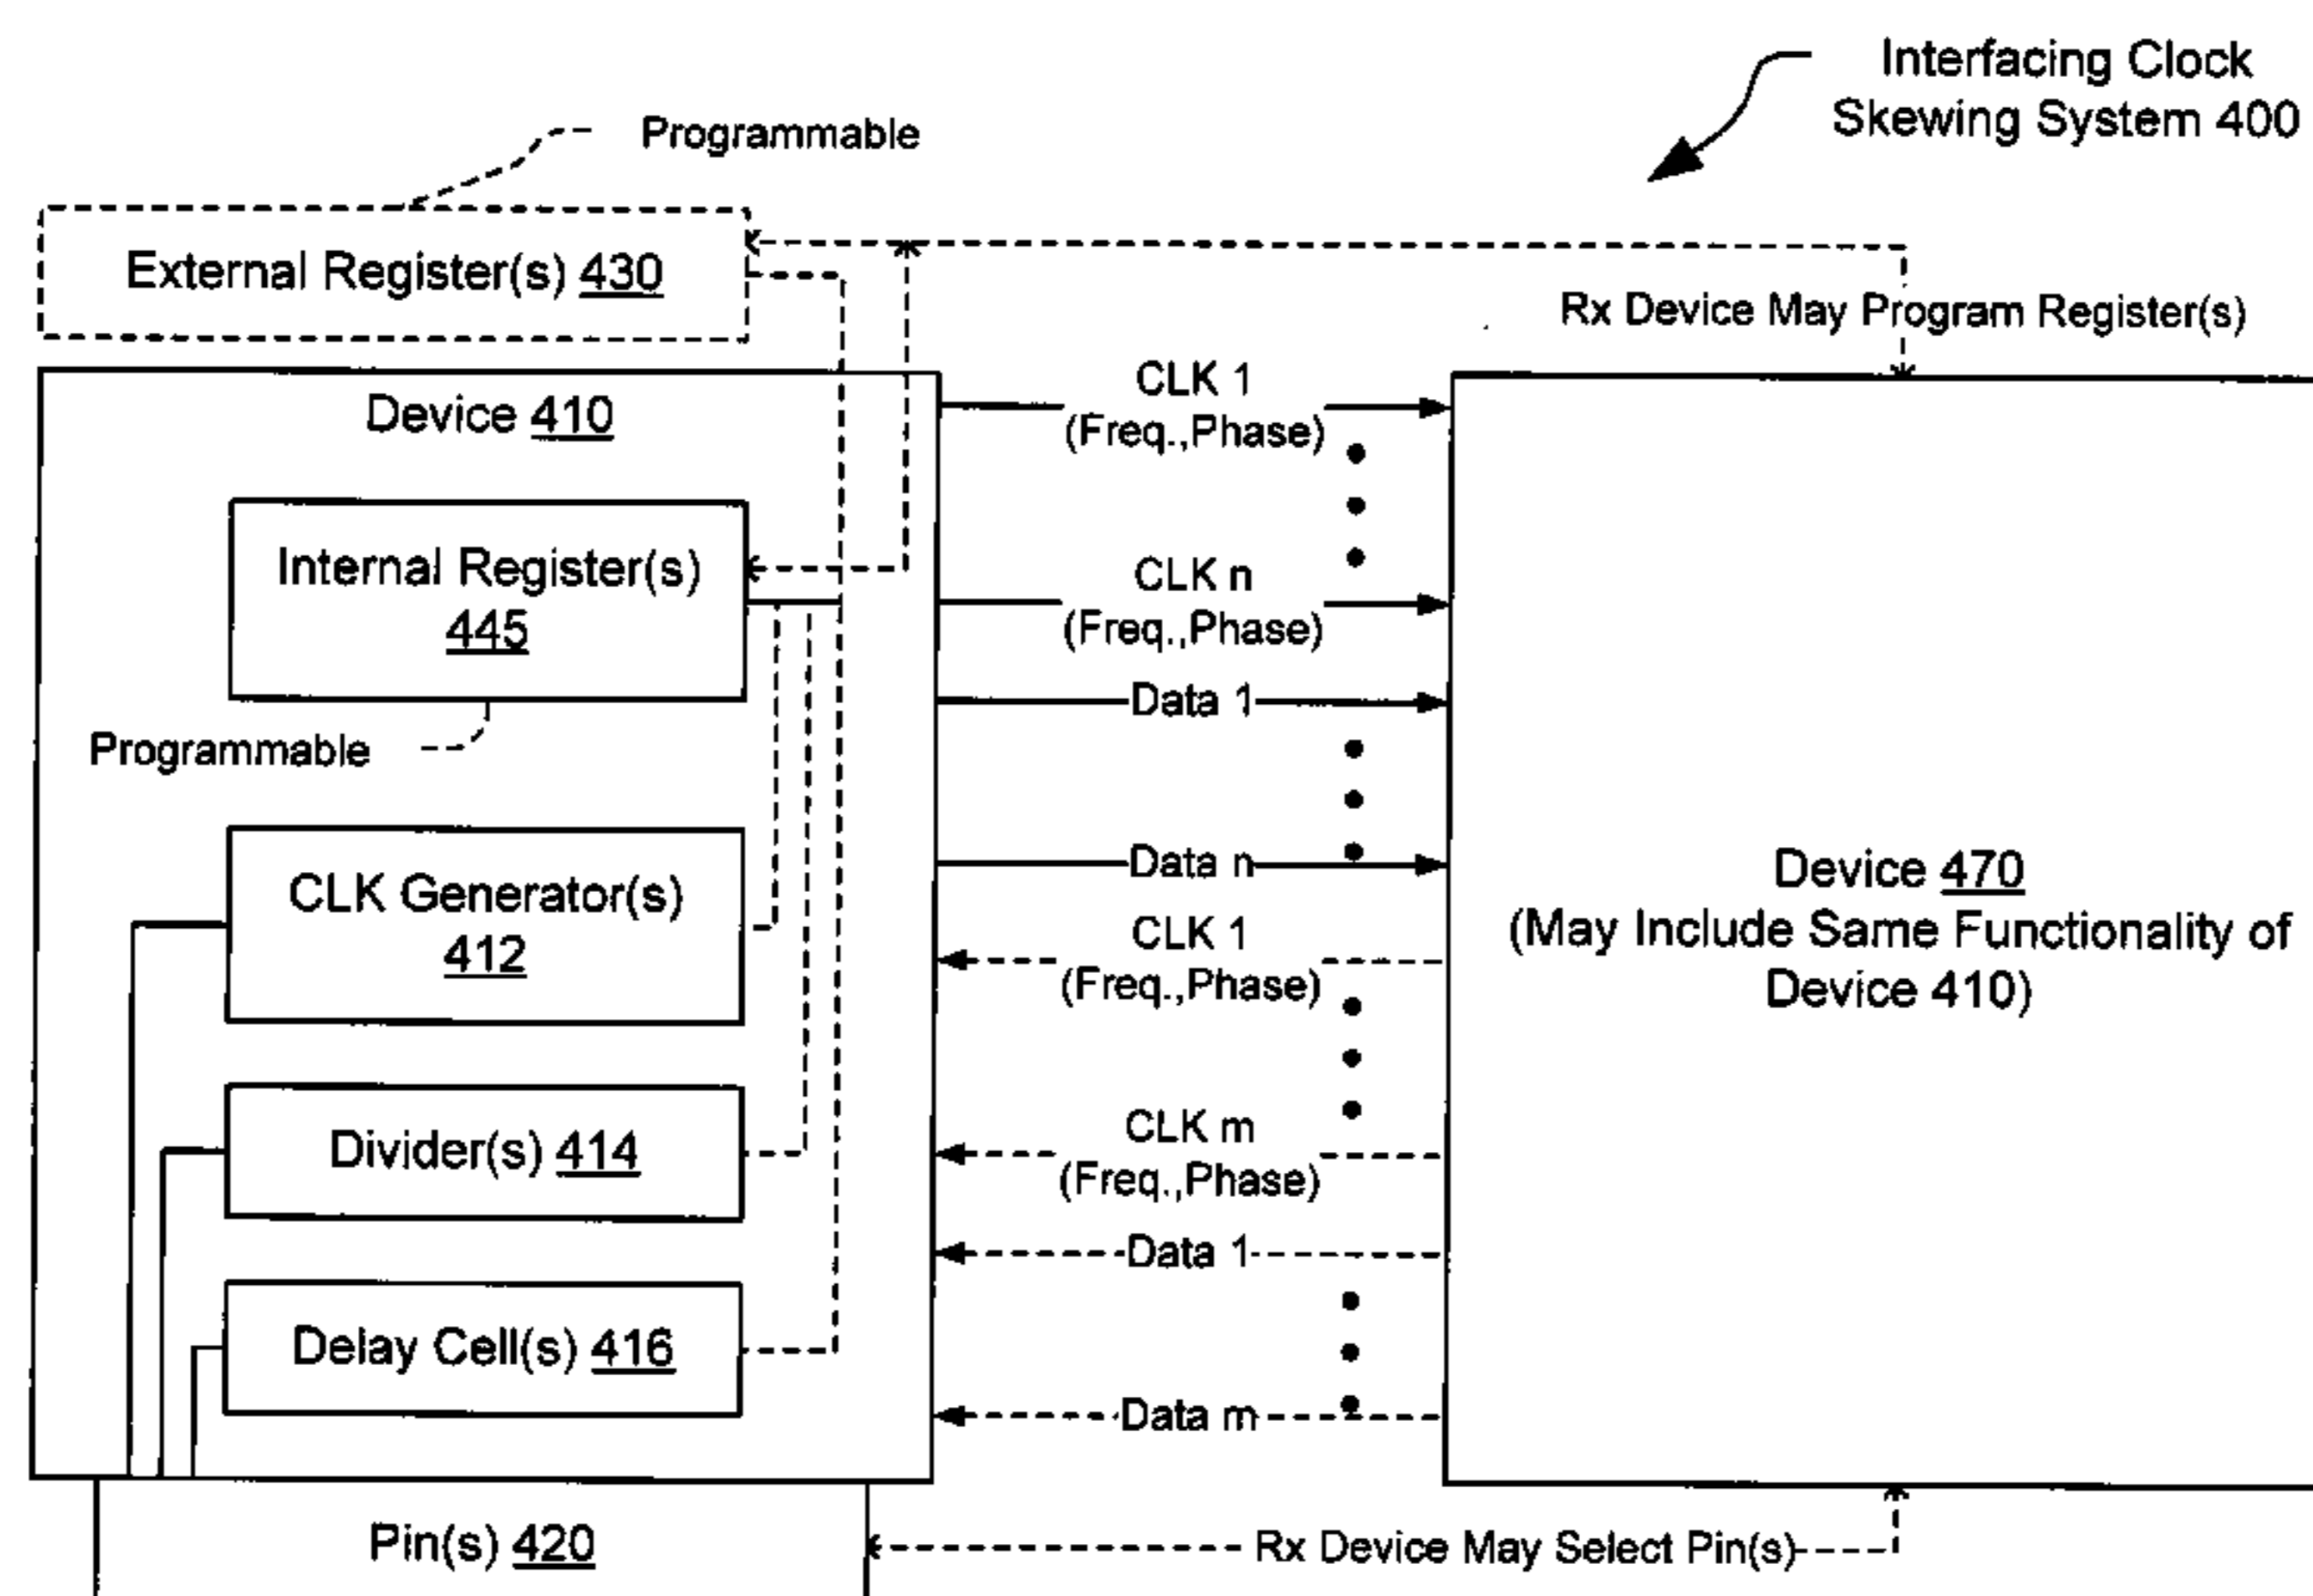 Interfacing Clock
Skewing System 400
Programmable
External Register(s) 430
Rx Device May Program Register(s)
Device 410
CLK 1
(Freq.,Phase)
Internal Register(s)
445
CLK n
(Freq.,Phase)
Programmable
Data 1
CLK Generator(s)
412
Data n
CLK 1
(Freq.,Phase)
Device 470
(May Include Same Functionality of
Device 410)
Divider(s) 414
CLK m
(Freq.,Phase)
Data 1
Delay Cell(s) 416
Data m
Pin(s) 420
Rx Device May Select Pin(s)